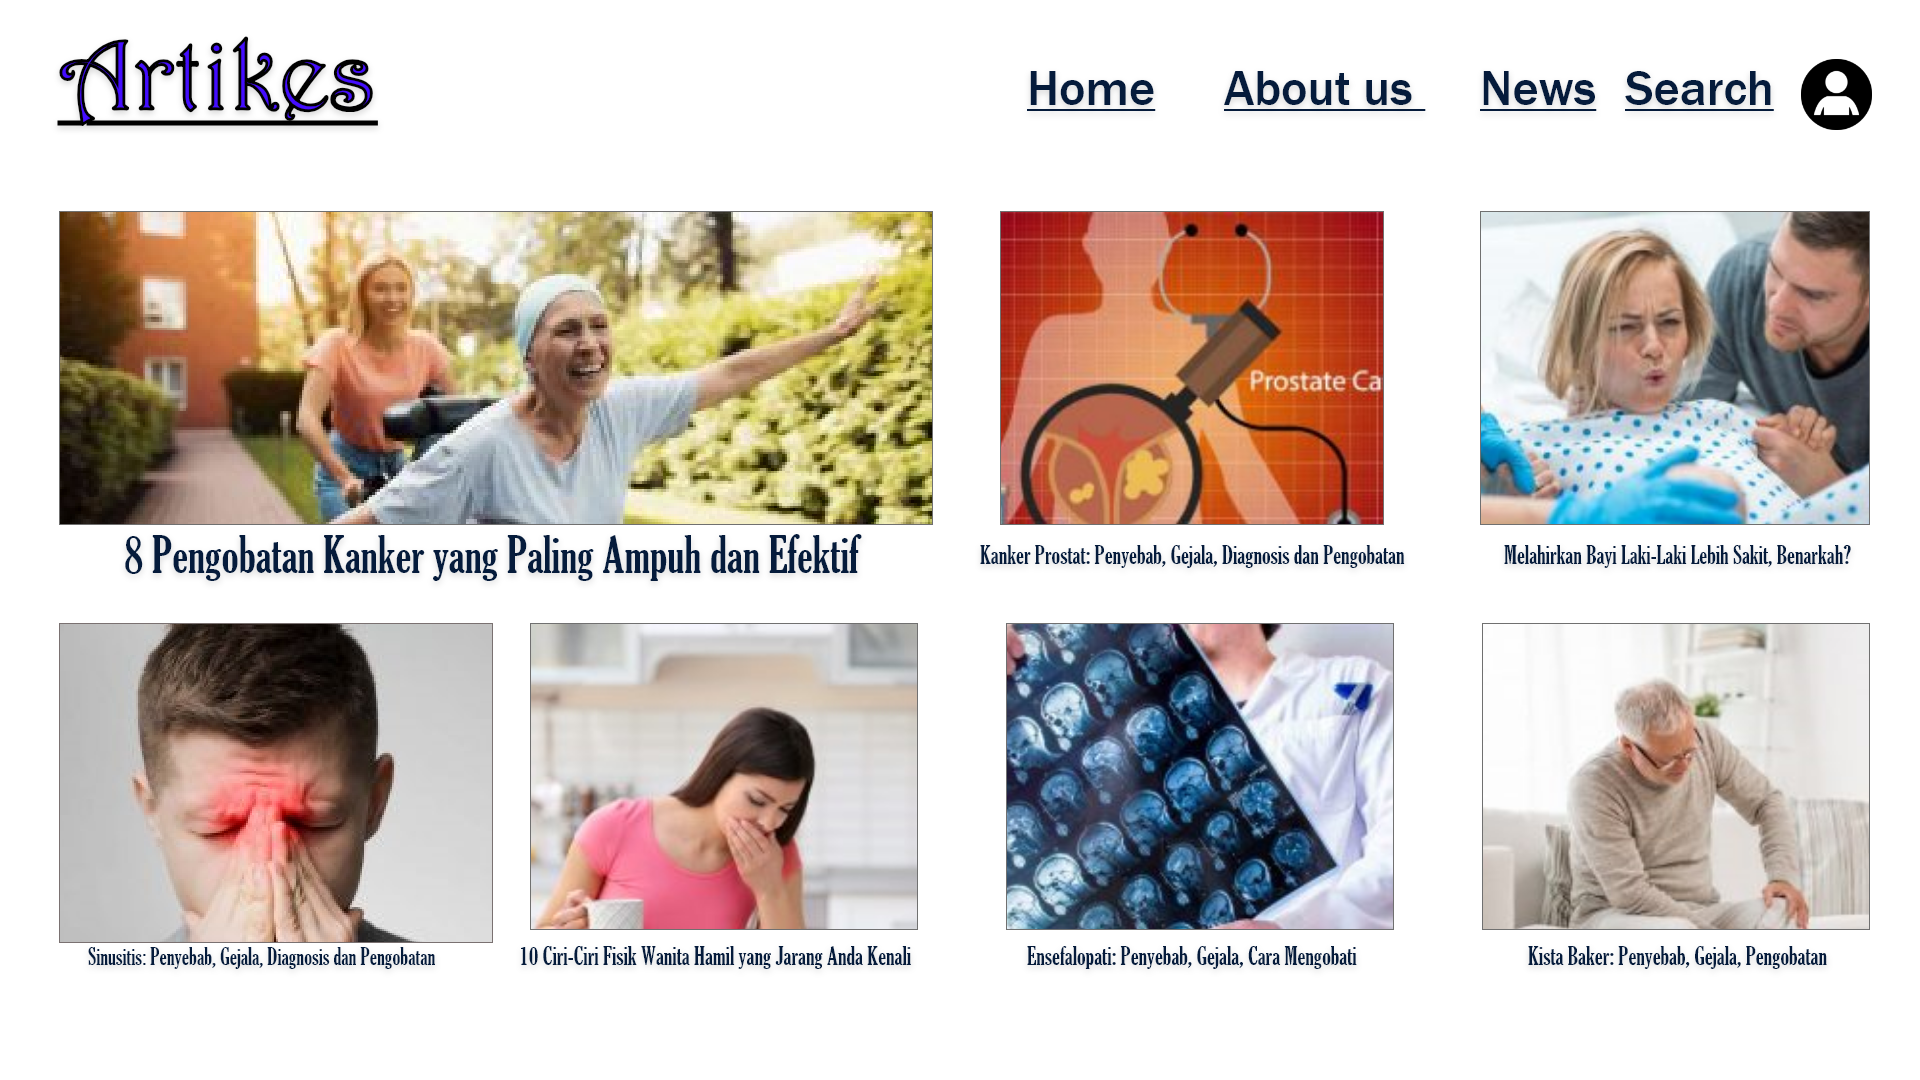 Artikes
Home About us News Search
Prostate Ca
8 Pengobatan Kanker yang Paling Ampuh dan Efektif
Kanker Prostat: Penyebab, Gejala, Diagnosis dan Pengobatan
Melahirkan Bayi Laki-Laki Lebih Sakit, Benarkah?
Sinusitis: Penyebab, Gejala, Diagnosis dan Pengobatan
10 Ciri-Ciri Fisik Wanita Hamil yang Jarang Anda Kenali
Ensefalopati: Penyebab, Gejala, Cara Mengobati
Kista Baker: Penyebab, Gejala, Pengobatan